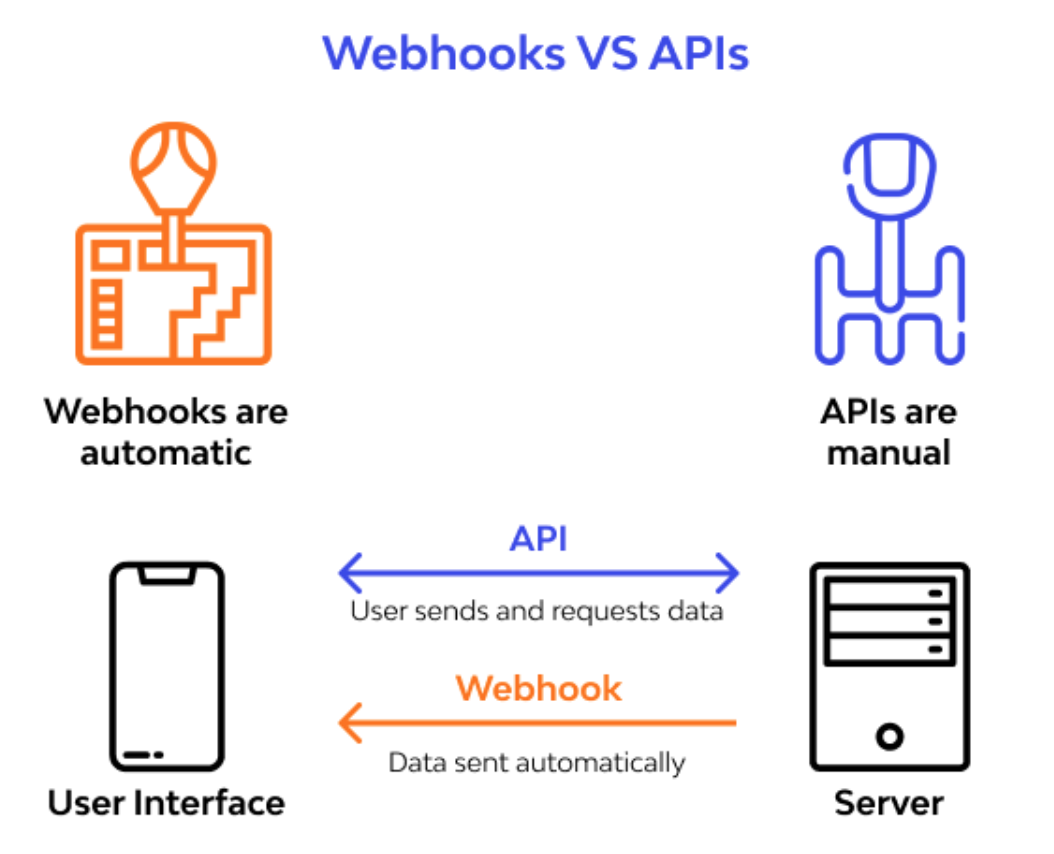 Webhooks VS APIs
Webhooks are
automatic
APIs are
manual
API
User sends and requests data
Webhook
Data sent automatically
User Interface
Server